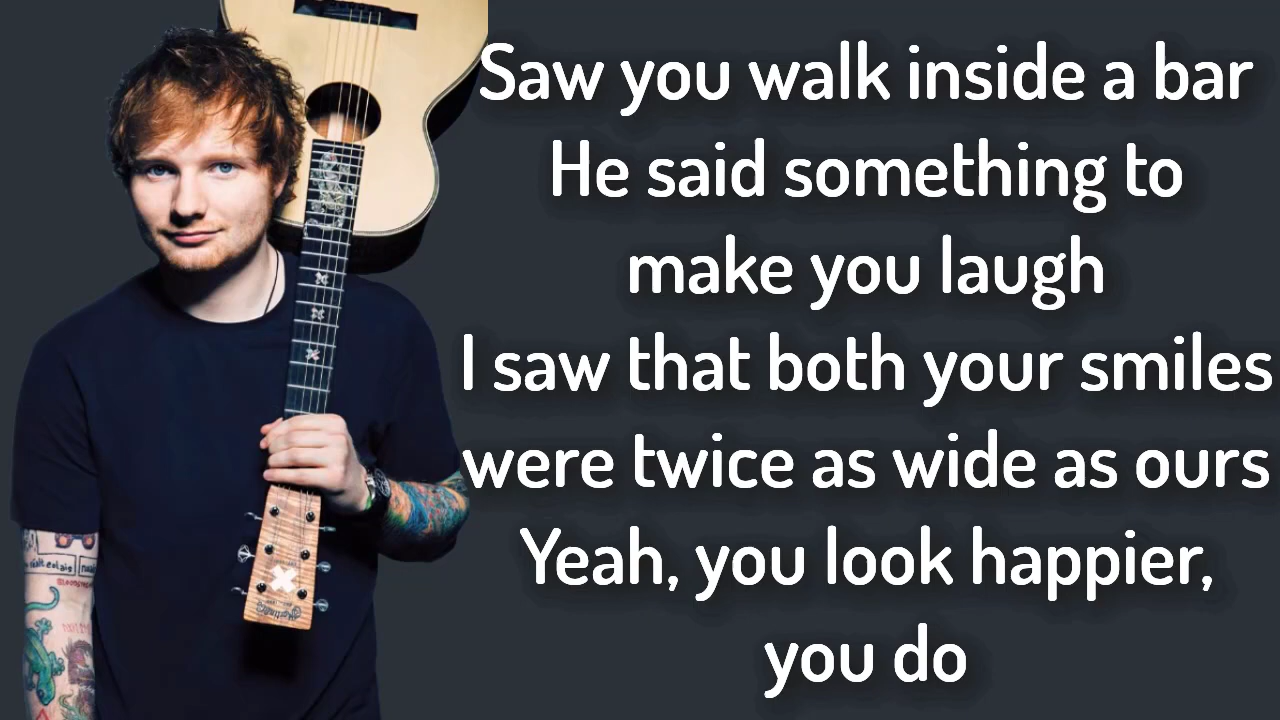 Saw you walk inside a bar
He said something to
make you laugh
I saw that both your smiles
were twice as wide as ours
Yeah, you look happier,
you do